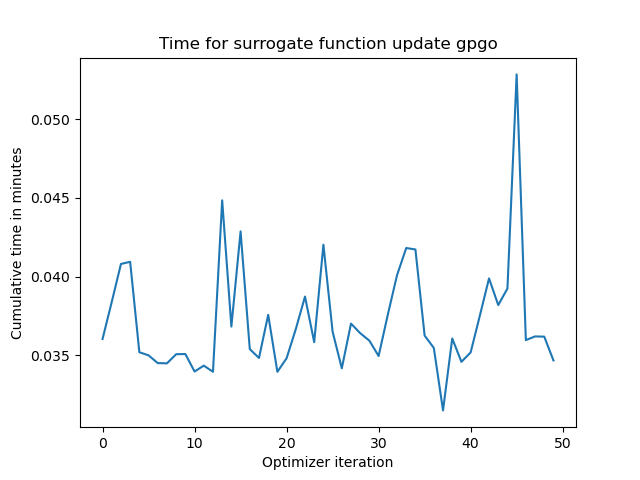 Time for surrogate function update gpgo
Cumulative time in minutes
0.050
0.045
0.040
0.035
0 10 20 30 40 50
Optimizer iteration